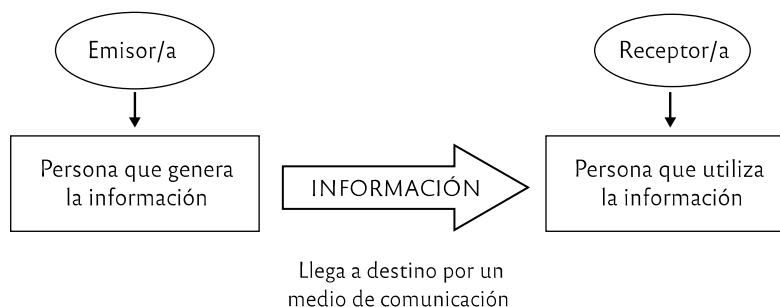 Emisor/a
Receptor/a
Persona que genera
la información
INFORMACIÓN
Persona que utiliza
la información
Llega a destino por un
medio de comunicación